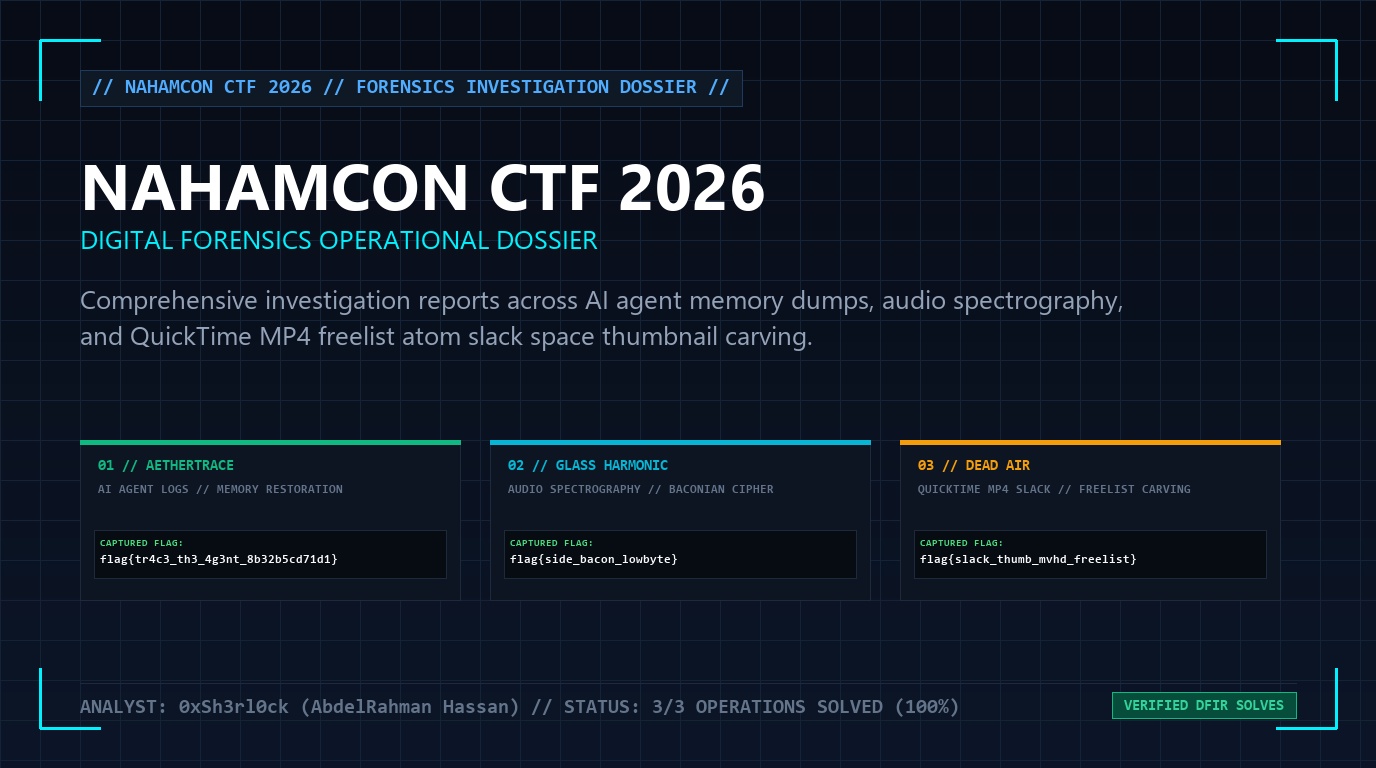 // NAHAMCON CTF 2026 // FORENSICS INVESTIGATION DOSSIER //
NAHAMCON CTF 2026
DIGITAL FORENSICS OPERATIONAL DOSSIER
Comprehensive investigation reports across AI agent memory dumps, audio spectrography,
and QuickTime MP4 freelist atom slack space thumbnail carving.
01 // AETHERTRACE
AI AGENT LOGS // MEMORY RESTORATION
CAPTURED FLAG:
flag{tr4c3_th3_4g3nt_8b32b5cd71d1}
02 // GLASS HARMONIC
AUDIO SPECTROGRAPHY // BACONIAN CIPHER
CAPTURED FLAG:
flag{side_bacon_lowbyte}
03 // DEAD AIR
QUICKTIME MP4 SLACK // FREELIST CARVING
CAPTURED FLAG:
flag{slack_thumb_mvhd_freelist}
ANALYST: 0xSh3rl0ck (AbdelRahman Hassan) // STATUS: 3/3 OPERATIONS SOLVED (100%)
VERIFIED DFIR SOLVES